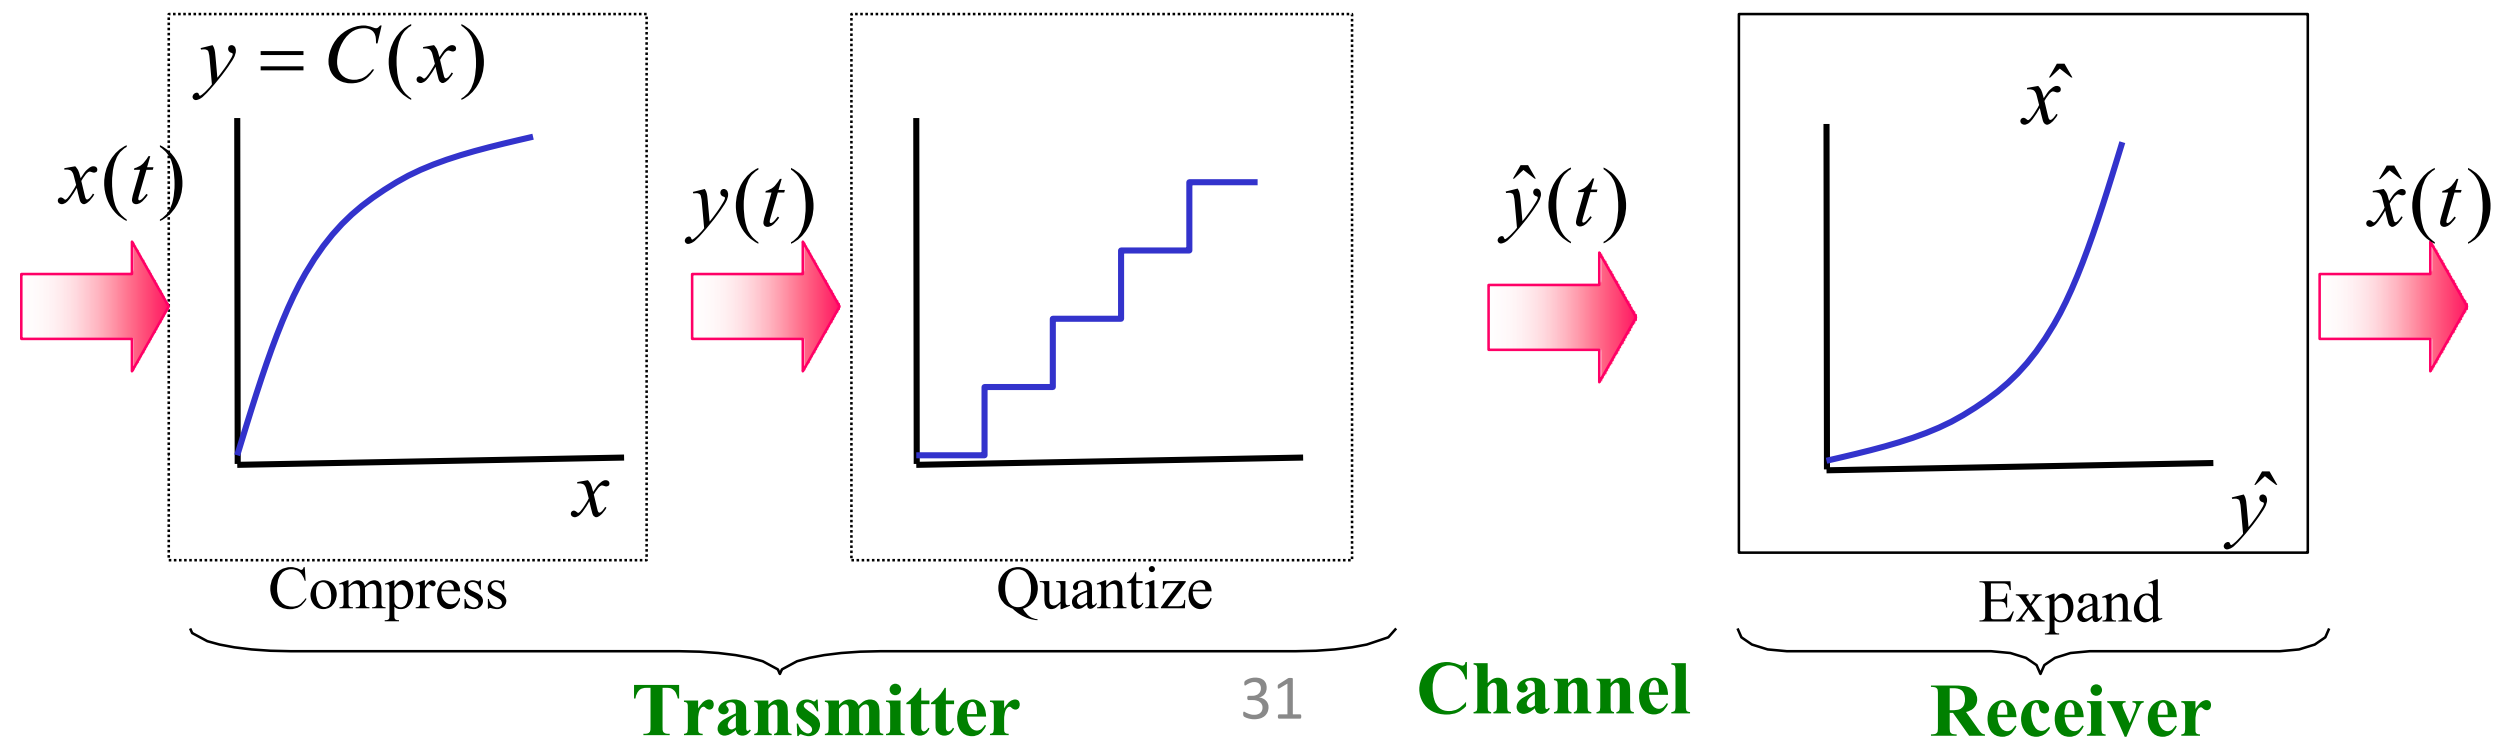 y = C(x)
x(t)
x
Compress
y(t)
Quantize
ŷ(t)
x̂
ŷ
Expand
x̂(t)
Transmitter
31
Channel
Receiver